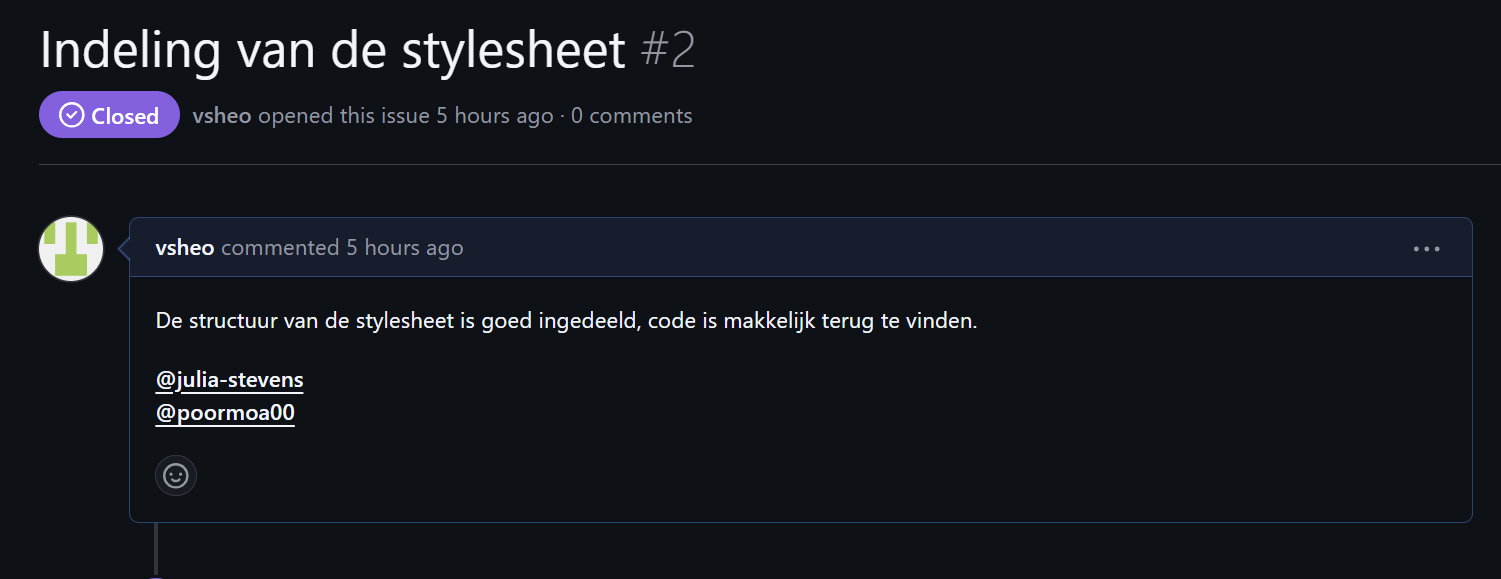 Indeling van de stylesheet #2
Closed vsheo opened this issue 5 hours ago · 0 comments
vsheo commented 5 hours ago
De structuur van de stylesheet is goed ingedeeld, code is makkelijk terug te vinden.
@julia-stevens
@poormoa00